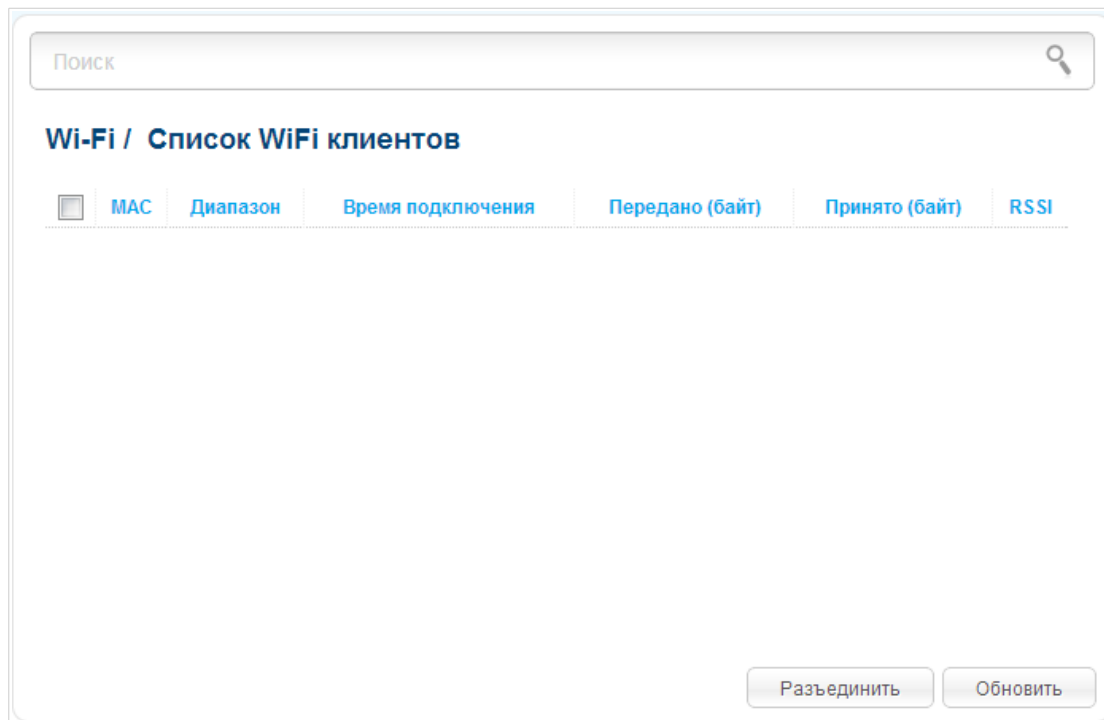 Поиск
Wi-Fi / Список WiFi клиентов
MAC Диапазон Время подключения Передано (байт) Принято (байт) RSSI
Разъединить Обновить